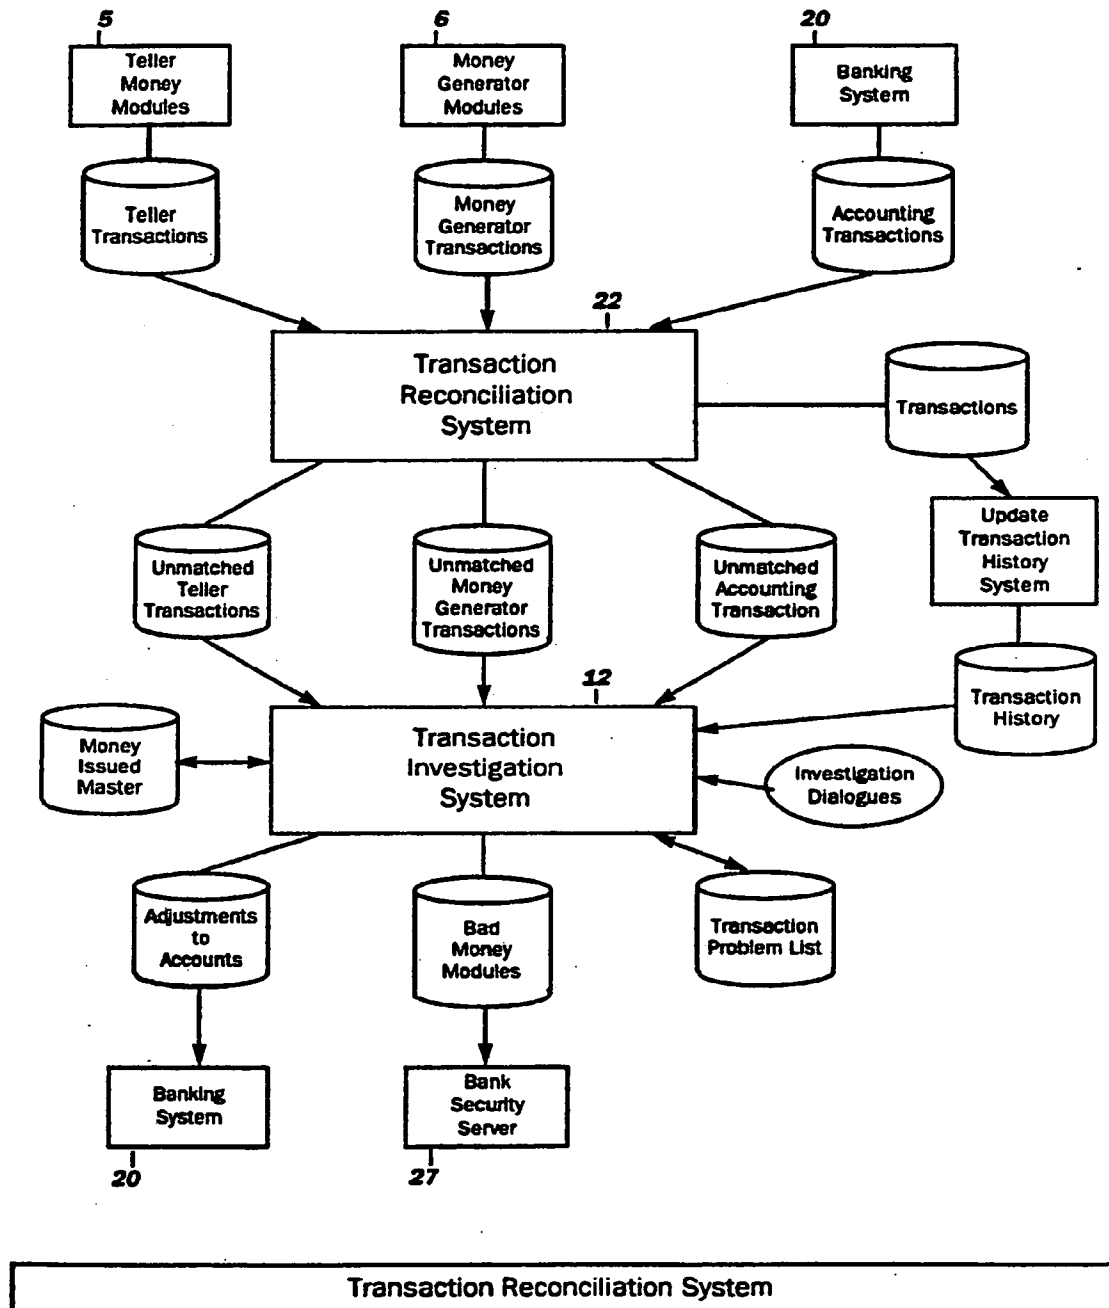 5
6
20
Teller
Money
Modules
Money
Generator
Modules
Banking
System
Teller
Transactions
Money
Generator
Transactions
Accounting
Transactions
22
Transaction
Reconciliation
System
Transactions
Update
Transaction
History
System
Unmatched
Teller
Transactions
Unmatched
Money
Generator
Transactions
Unmatched
Accounting
Transaction
12
Transaction
History
Money
Issued
Master
Transaction
Investigation
System
Investigation
Dialogues
Adjustments
to
Accounts
Bad
Money
Modules
Transaction
Problem List
Banking
System
Bank
Security
Server
20
27
Transaction Reconciliation System